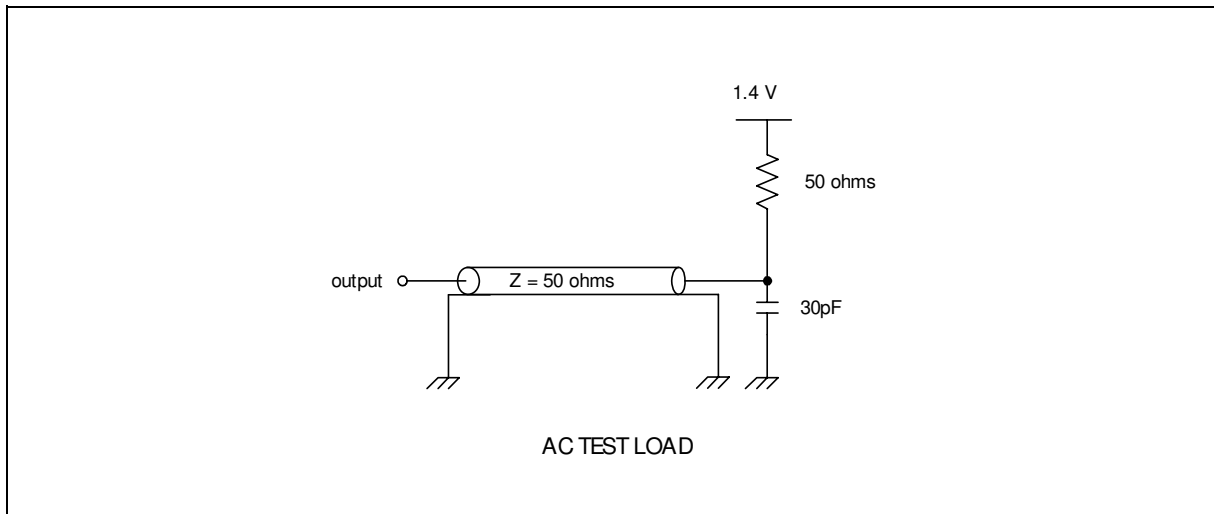 1.4 V
50 ohms
output
Z = 50 ohms
30pF
AC TEST LOAD